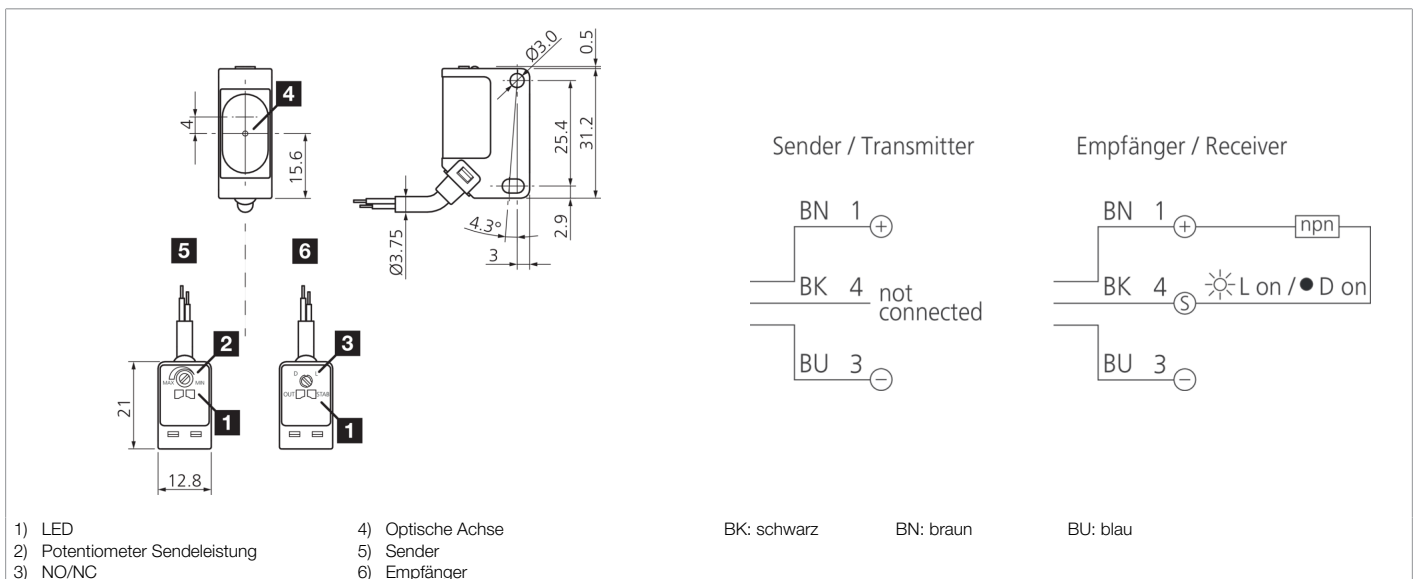 Ø3.0
0.5
4
4
15.6
25.4
31.2
Ø3.75
4.3°
3
2.9
5
6
2
3
MAX
MIN
D
L
OUT
STAB
1
1
21
12.8
Sender / Transmitter
BN 1 +
BK 4 not
connected
BU 3 −
Empfänger / Receiver
BN 1 + npn
BK 4 S L on / ● D on
BU 3 −
1) LED
2) Potentiometer Sendeleistung
3) NO/NC
4) Optische Achse
5) Sender
6) Empfänger
BK: schwarz
BN: braun
BU: blau